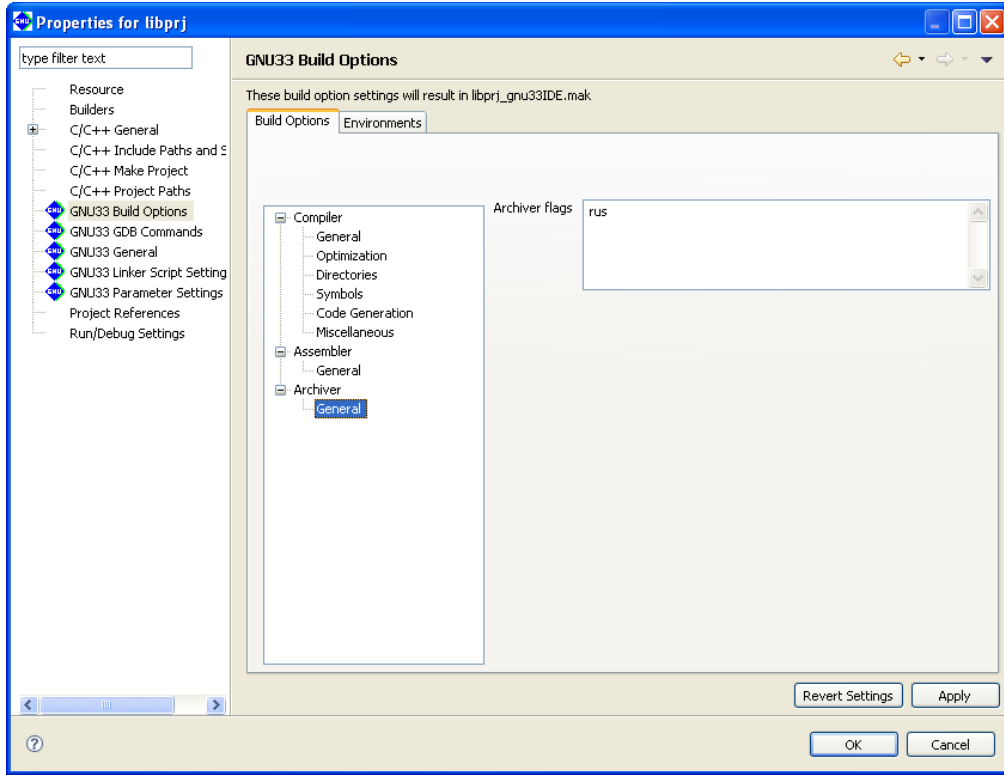 Properties for libprj
type filter text
Resource
Builders
C/C++ General
C/C++ Include Paths and S
C/C++ Make Project
C/C++ Project Paths
GNU33 Build Options
GNU33 GDB Commands
GNU33 General
GNU33 Linker Script Setting
GNU33 Parameter Settings
Project References
Run/Debug Settings
GNU33 Build Options
These build option settings will result in libprj_gnu33IDE.mak
Build Options Environments
Compiler
General
Optimization
Directories
Symbols
Code Generation
Miscellaneous
Assembler
General
Archiver
General
Archiver flags rus
Revert Settings Apply
OK Cancel